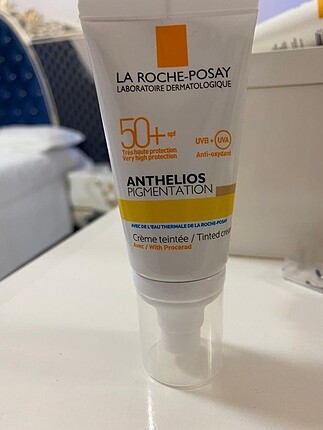 LA ROCHE-POSAY
LABORATOIRE DERMATOLOGIQUE
50+ spf
Très haute protection
Very high protection
UVB + UVA
Anti-oxydant
ANTHELIOS
PIGMENTATION
AVEC DE L'EAU THERMALE DE LA ROCHE-POSAY
Crème teintée / Tinted cream
Avec / With Procerad